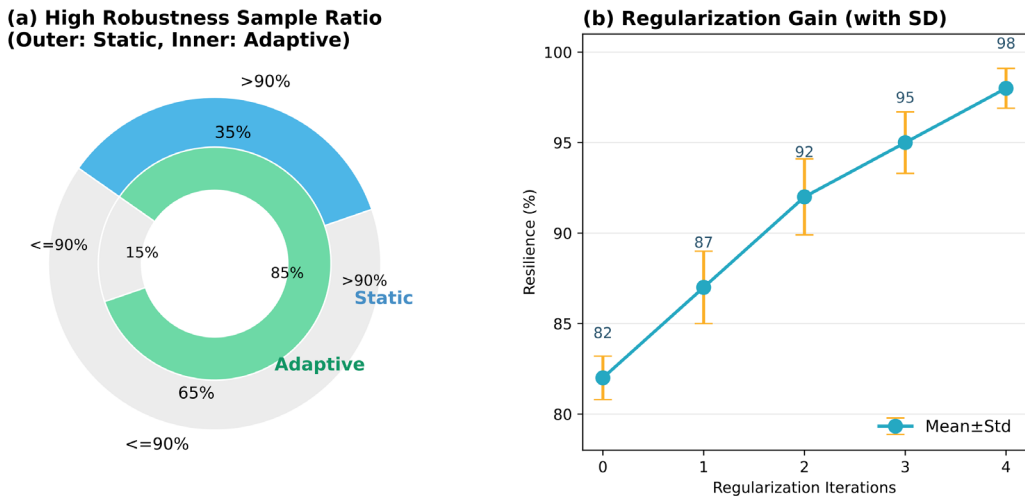 (a) High Robustness Sample Ratio
(Outer: Static, Inner: Adaptive)
>90%
35%
<=90%
15%
85%
>90%
Static
Adaptive
65%
<=90%
(b) Regularization Gain (with SD)
100
95
90
85
80
Resilience (%)
82
87
92
95
98
Mean±Std
0
1
2
3
4
Regularization Iterations